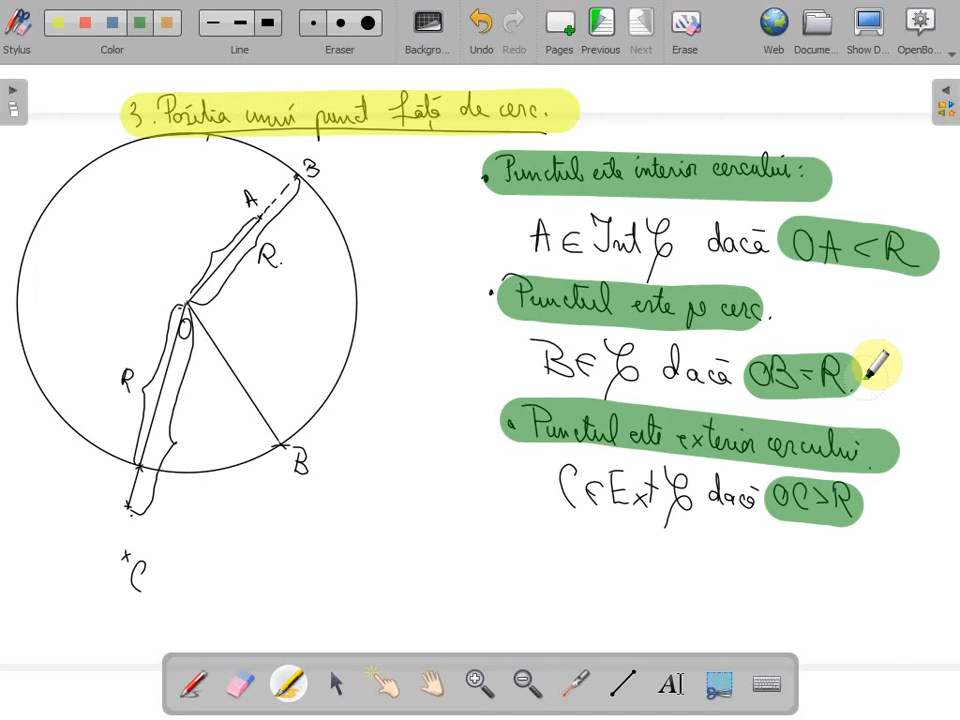 Stylus Color Line Eraser Backgro... Undo Redo Pages Previous Next Erase Web Docume... Show D... OpenBo...
3. Poziția unui punct față de cerc.
B
A
R.
O
R
B
C
• Punctul este interior cercului:
A ∈ Int 𝒞 dacă OA < R
• Punctul este pe cerc.
B ∈ 𝒞 dacă OB = R.
• Punctul este exterior cercului.
C ∈ Ext 𝒞 dacă OC > R